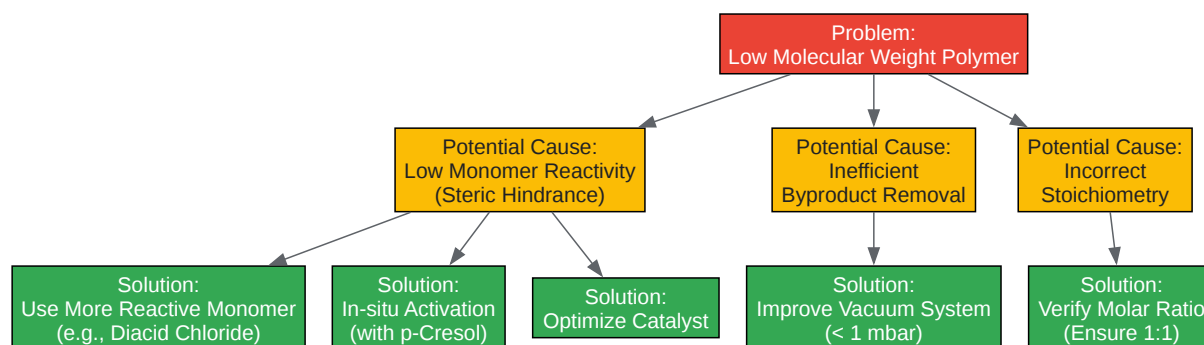 Problem:
Low Molecular Weight Polymer
Potential Cause:
Low Monomer Reactivity
(Steric Hindrance)
Potential Cause:
Inefficient
Byproduct Removal
Potential Cause:
Incorrect
Stoichiometry
Solution:
Use More Reactive Monomer
(e.g., Diacid Chloride)
Solution:
In-situ Activation
(with p-Cresol)
Solution:
Optimize Catalyst
Solution:
Improve Vacuum System
(< 1 mbar)
Solution:
Verify Molar Ratio
(Ensure 1:1)